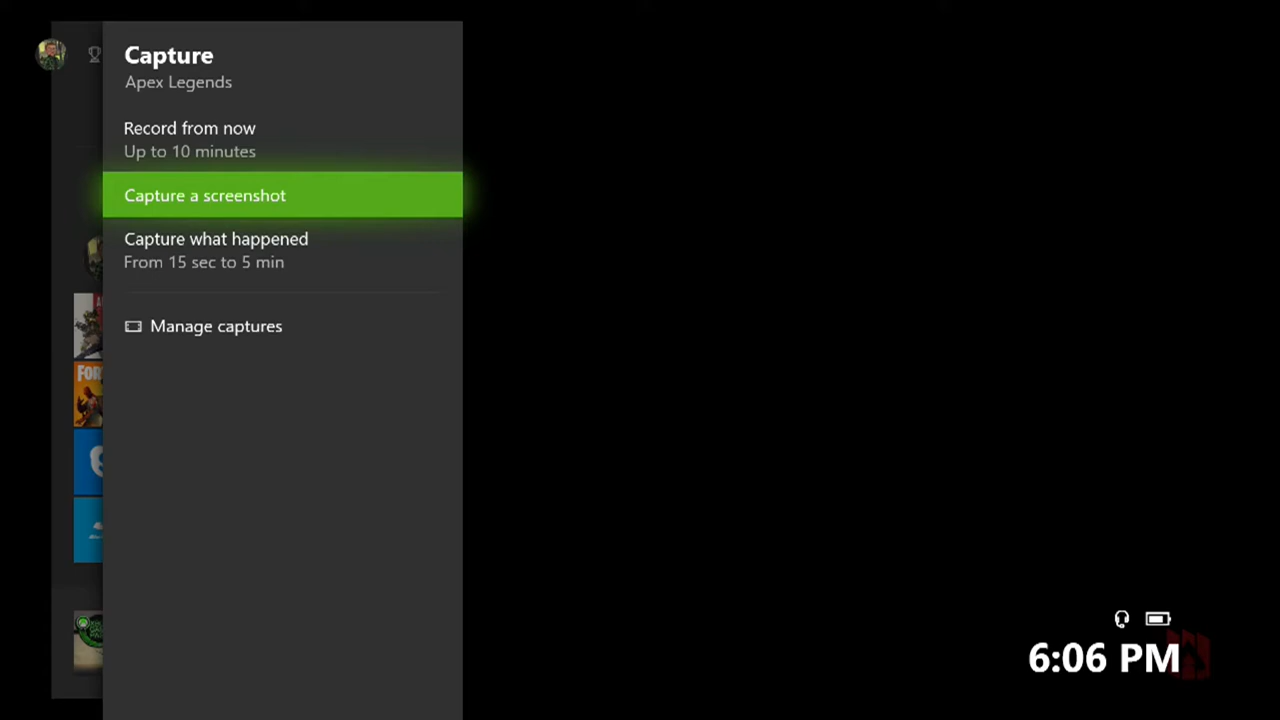 Capture
Apex Legends
Record from now
Up to 10 minutes
Capture a screenshot
Capture what happened
From 15 sec to 5 min
Manage captures
FOR
6:06 PM